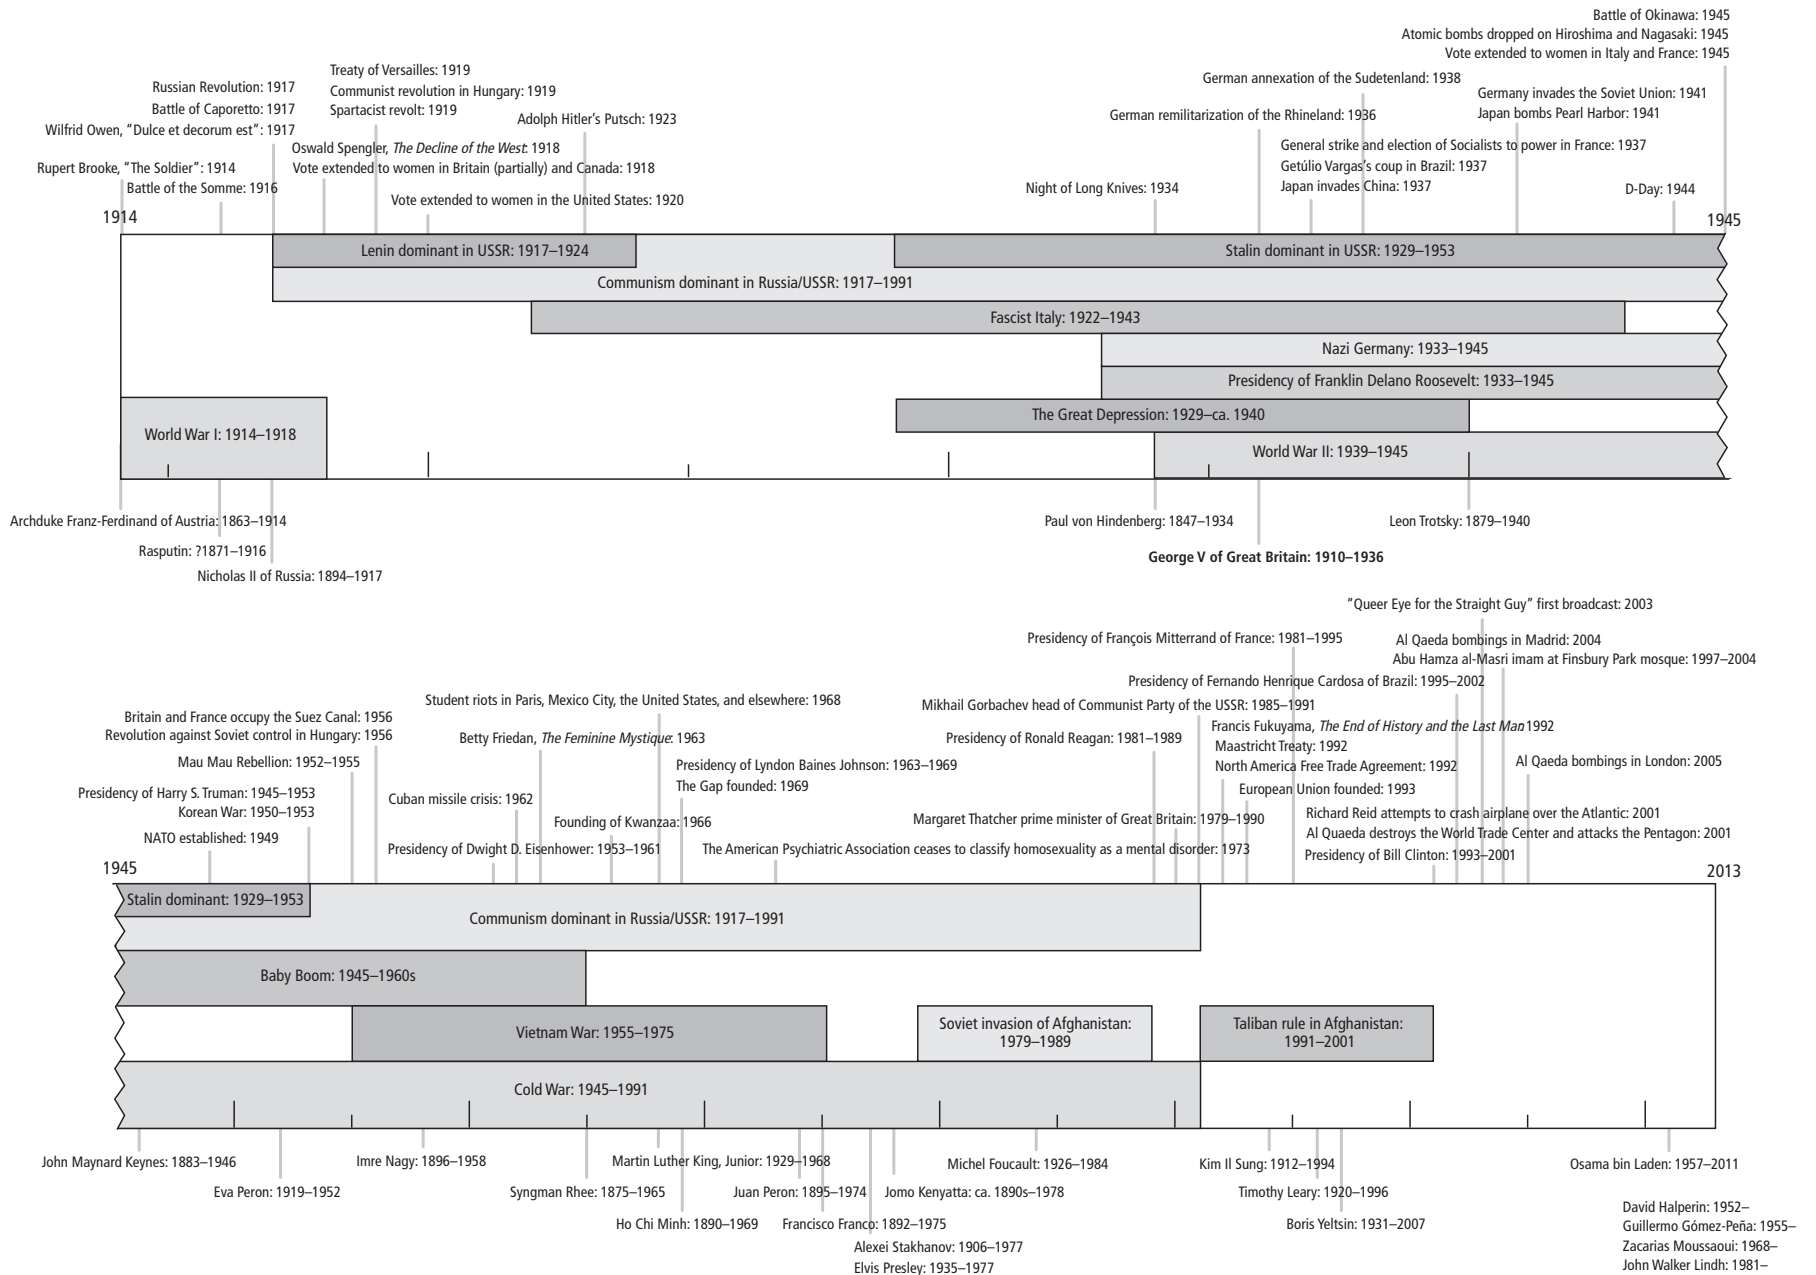 Battle of Okinawa: 1945
Atomic bombs dropped on Hiroshima and Nagasaki: 1945
Vote extended to women in Italy and France: 1945
Treaty of Versailles: 1919
Communist revolution in Hungary: 1919
Spartacist revolt: 1919
Russian Revolution: 1917
Battle of Caporetto: 1917
Wilfrid Owen, “Dulce et decorum est”: 1917
Adolph Hitler’s Putsch: 1923
German annexation of the Sudetenland: 1938
Germany invades the Soviet Union: 1941
Japan bombs Pearl Harbor: 1941
German remilitarization of the Rhineland: 1936
Oswald Spengler, The Decline of the West: 1918
Vote extended to women in Britain (partially) and Canada: 1918
General strike and election of Socialists to power in France: 1937
Getúlio Vargas’s coup in Brazil: 1937
Japan invades China: 1937
Rupert Brooke, “The Soldier”: 1914
Battle of the Somme: 1916
Vote extended to women in the United States: 1920
Night of Long Knives: 1934
D-Day: 1944
1914
1945
Lenin dominant in USSR: 1917–1924
Stalin dominant in USSR: 1929–1953
Communism dominant in Russia/USSR: 1917–1991
Fascist Italy: 1922–1943
Nazi Germany: 1933–1945
Presidency of Franklin Delano Roosevelt: 1933–1945
The Great Depression: 1929–ca. 1940
World War I: 1914–1918
World War II: 1939–1945
Archduke Franz-Ferdinand of Austria: 1863–1914
Paul von Hindenberg: 1847–1934
Leon Trotsky: 1879–1940
Rasputin: ?1871–1916
George V of Great Britain: 1910–1936
Nicholas II of Russia: 1894–1917
“Queer Eye for the Straight Guy” first broadcast: 2003
Presidency of François Mitterrand of France: 1981–1995
Al Qaeda bombings in Madrid: 2004
Abu Hamza al-Masri imam at Finsbury Park mosque: 1997–2004
Presidency of Fernando Henrique Cardosa of Brazil: 1995–2002
Student riots in Paris, Mexico City, the United States, and elsewhere: 1968
Mikhail Gorbachev head of Communist Party of the USSR: 1985–1991
Britain and France occupy the Suez Canal: 1956
Revolution against Soviet control in Hungary: 1956
Francis Fukuyama, The End of History and the Last Man: 1992
Betty Friedan, The Feminine Mystique: 1963
Presidency of Ronald Reagan: 1981–1989
Maastricht Treaty: 1992
Mau Mau Rebellion: 1952–1955
Presidency of Lyndon Baines Johnson: 1963–1969
North America Free Trade Agreement: 1992
Al Qaeda bombings in London: 2005
The Gap founded: 1969
European Union founded: 1993
Presidency of Harry S. Truman: 1945–1953
Korean War: 1950–1953
Cuban missile crisis: 1962
Richard Reid attempts to crash airplane over the Atlantic: 2001
Founding of Kwanzaa: 1966
Margaret Thatcher prime minister of Great Britain: 1979–1990
Al Quaeda destroys the World Trade Center and attacks the Pentagon: 2001
NATO established: 1949
Presidency of Dwight D. Eisenhower: 1953–1961
The American Psychiatric Association ceases to classify homosexuality as a mental disorder: 1973
Presidency of Bill Clinton: 1993–2001
1945
2013
Stalin dominant: 1929–1953
Communism dominant in Russia/USSR: 1917–1991
Baby Boom: 1945–1960s
Vietnam War: 1955–1975
Soviet invasion of Afghanistan:
1979–1989
Taliban rule in Afghanistan:
1991–2001
Cold War: 1945–1991
John Maynard Keynes: 1883–1946
Imre Nagy: 1896–1958
Martin Luther King, Junior: 1929–1968
Michel Foucault: 1926–1984
Kim Il Sung: 1912–1994
Osama bin Laden: 1957–2011
Eva Peron: 1919–1952
Syngman Rhee: 1875–1965
Juan Peron: 1895–1974
Jomo Kenyatta: ca. 1890s–1978
Timothy Leary: 1920–1996
Ho Chi Minh: 1890–1969
Francisco Franco: 1892–1975
Boris Yeltsin: 1931–2007
Alexei Stakhanov: 1906–1977
Elvis Presley: 1935–1977
David Halperin: 1952–
Guillermo Gómez-Peña: 1955–
Zacarias Moussaoui: 1968–
John Walker Lindh: 1981–